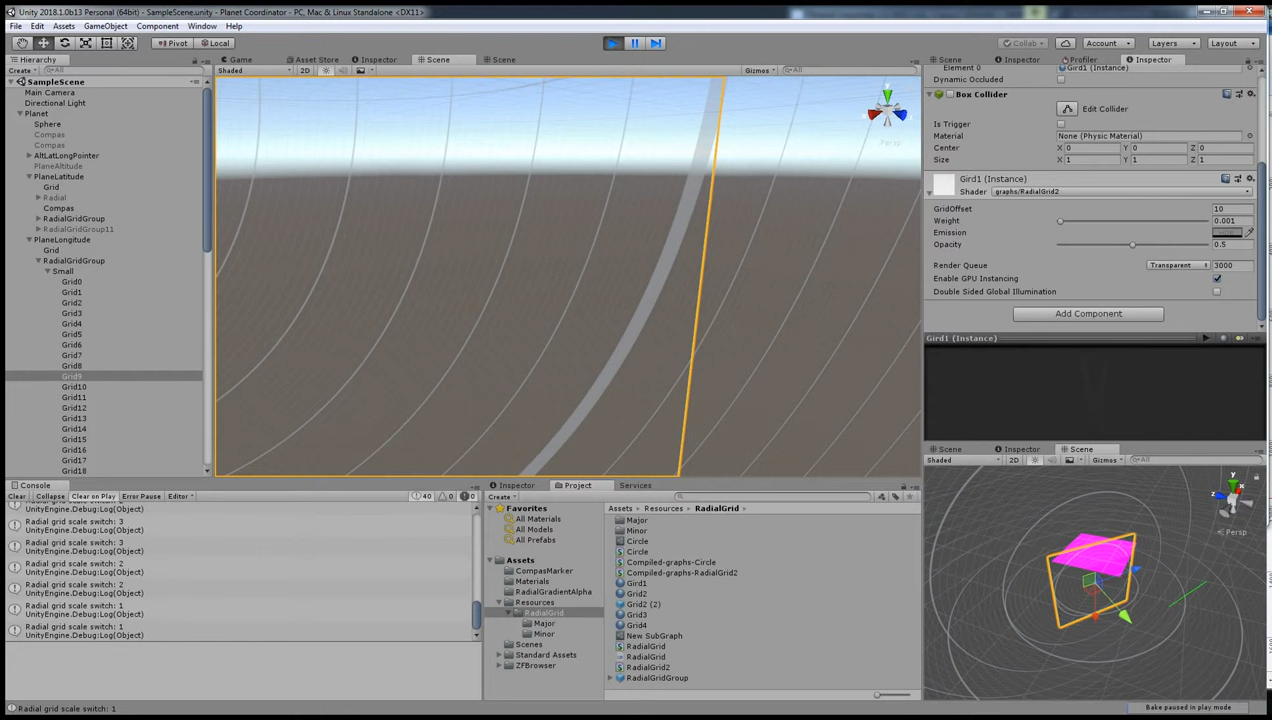 Unity 2018.1.0b13 Personal (64bit) - SampleScene.unity - Planet Coordinator - PC, Mac & Linux Standalone <DX11>
File Edit Assets GameObject Component Window Help
Pivot Local Collab Account Layers Layout
Hierarchy
Create All
SampleScene
Main Camera
Directional Light
Planet
Sphere
Compas
Compas
AltLatLongPointer
PlaneAltitude
PlaneLatitude
Grid
Radial
Compas
RadialGridGroup
RadialGridGroup11
PlaneLongitude
Grid
RadialGridGroup
Small
Grid0
Grid1
Grid2
Grid3
Grid4
Grid5
Grid6
Grid7
Grid8
Grid9
Grid10
Grid11
Grid12
Grid13
Grid14
Grid15
Grid16
Grid17
Grid18
Game Asset Store Inspector Scene Scene
Shaded 2D Gizmos All
y
Persp
Scene Inspector Profiler Inspector
Element 0 Gird1 (Instance)
Dynamic Occluded
Box Collider
Edit Collider
Is Trigger
Material None (Physic Material)
Center X 0 Y 0 Z 0
Size X 1 Y 1 Z 1
Gird1 (Instance)
Shader graphs/RadialGrid2
GridOffset 10
Weight 0.001
Emission HDR
Opacity 0.5
Render Queue Transparent 3000
Enable GPU Instancing
Double Sided Global Illumination
Add Component
Gird1 (Instance)
Scene Inspector Scene
Shaded 2D Gizmos All
y
x
z
Persp
Console
Clear Collapse Clear on Play Error Pause Editor 40 0 0
UnityEngine.Debug:Log(Object)
Radial grid scale switch: 3
UnityEngine.Debug:Log(Object)
Radial grid scale switch: 3
UnityEngine.Debug:Log(Object)
Radial grid scale switch: 2
UnityEngine.Debug:Log(Object)
Radial grid scale switch: 2
UnityEngine.Debug:Log(Object)
Radial grid scale switch: 1
UnityEngine.Debug:Log(Object)
Radial grid scale switch: 1
UnityEngine.Debug:Log(Object)
Inspector Project Services
Create
Favorites
All Materials
All Models
All Prefabs
Assets
CompasMarker
Materials
RadialGradientAlpha
Resources
RadialGrid
Major
Minor
Scenes
Standard Assets
ZFBrowser
Assets Resources RadialGrid
Major
Minor
Circle
Circle
Compiled-graphs-Circle
Compiled-graphs-RadialGrid2
Gird1
Grid2
Grid2 (2)
Grid3
Grid4
New SubGraph
RadialGrid
RadialGrid
RadialGrid2
RadialGridGroup
Radial grid scale switch: 1
Bake paused in play mode